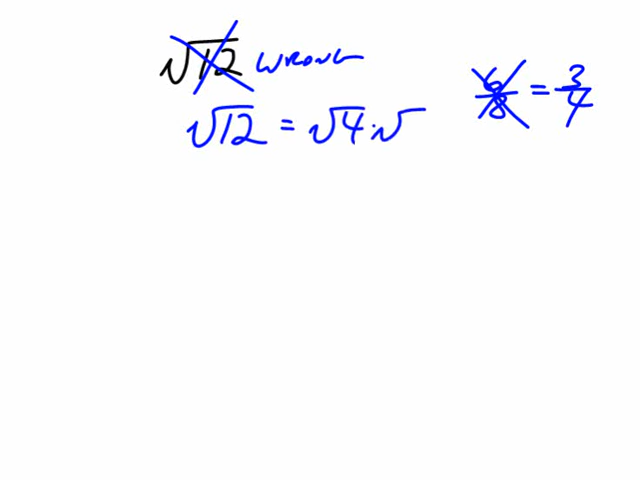 √12 WRONG
6/8 = 3/4
√12 = √4 · √